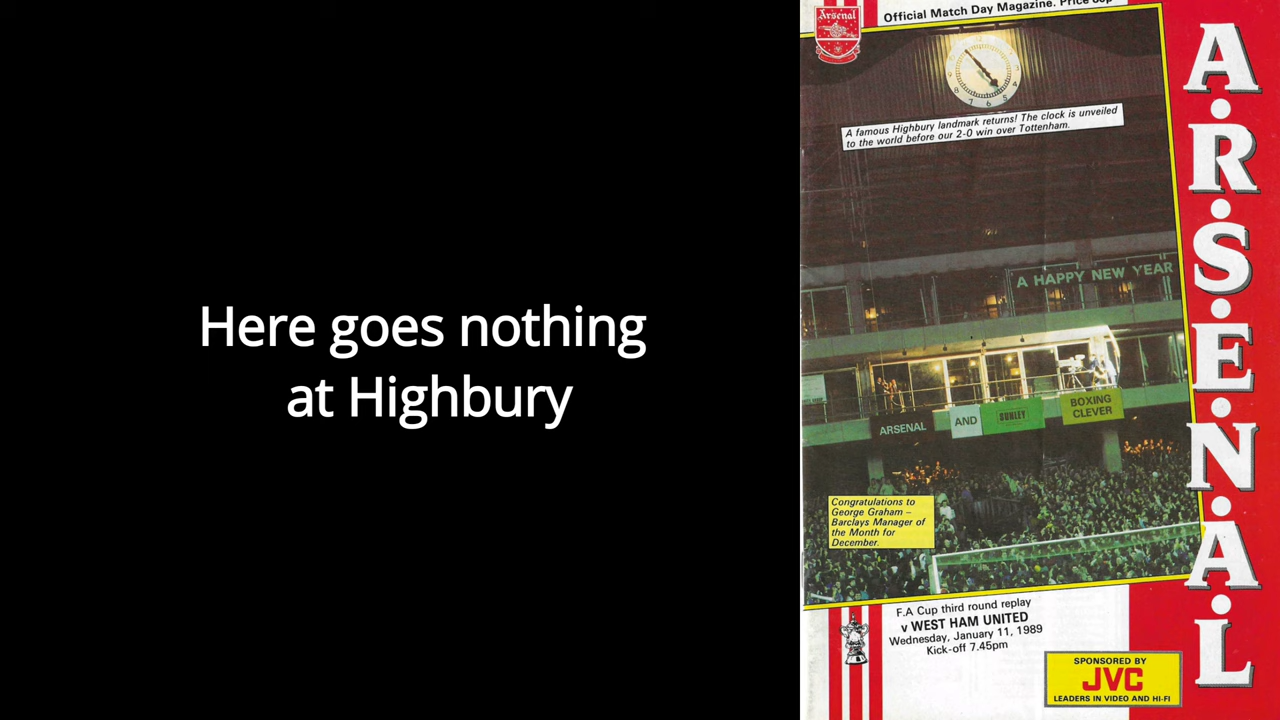 Here goes nothing
at Highbury
Arsenal
Official Match Day Magazine. Price
A famous Highbury landmark returns! The clock is unveiled
to the world before our 2-0 win over Tottenham.
A HAPPY NEW YEAR
ARSENAL
AND
BOXING
CLEVER
Congratulations to
George Graham –
Barclays Manager of
the Month for
December.
F.A Cup third round replay
v WEST HAM UNITED
Wednesday, January 11, 1989
Kick-off 7.45pm
SPONSORED BY
JVC
LEADERS IN VIDEO AND HI-FI
A.R.S.E.N.A.L